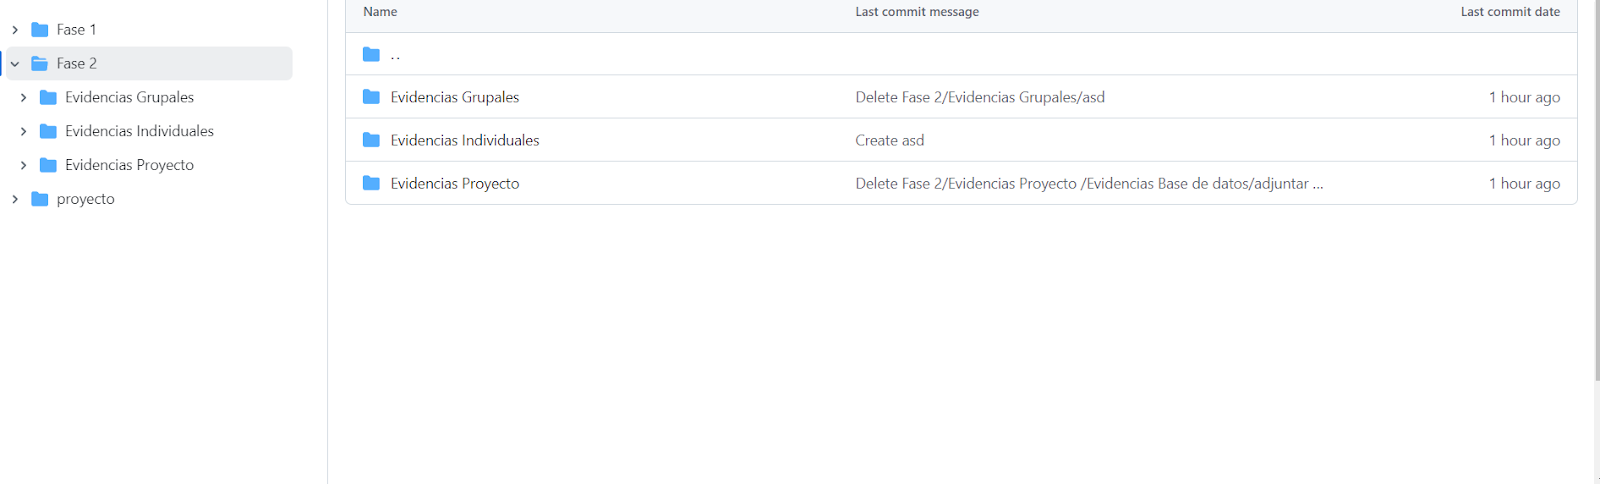 Fase 1
Fase 2
Evidencias Grupales
Evidencias Individuales
Evidencias Proyecto
proyecto
Name Last commit message Last commit date
..
Evidencias Grupales Delete Fase 2/Evidencias Grupales/asd 1 hour ago
Evidencias Individuales Create asd 1 hour ago
Evidencias Proyecto Delete Fase 2/Evidencias Proyecto /Evidencias Base de datos/adjuntar ... 1 hour ago